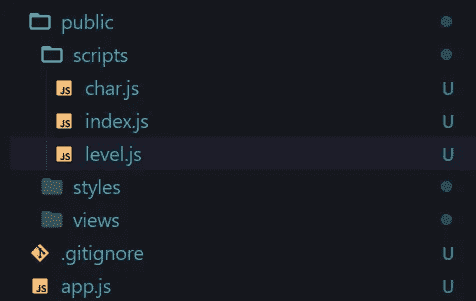 public
scripts
JS char.js U
JS index.js U
JS level.js U
styles
views
.gitignore U
JS app.js U